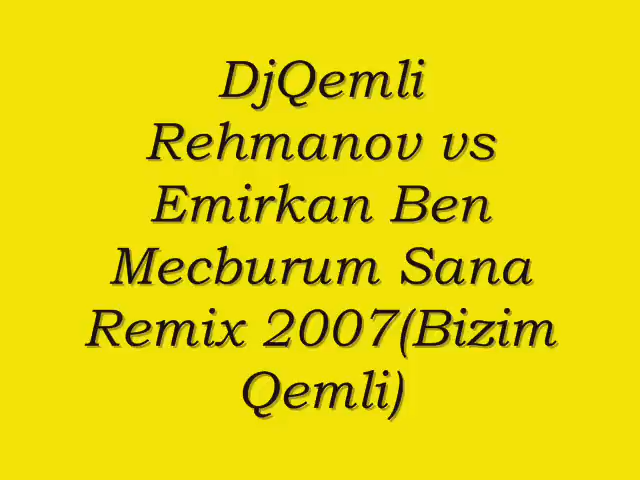 DjQemli
Rehmanov vs
Emirkan Ben
Mecburum Sana
Remix 2007(Bizim
Qemli)